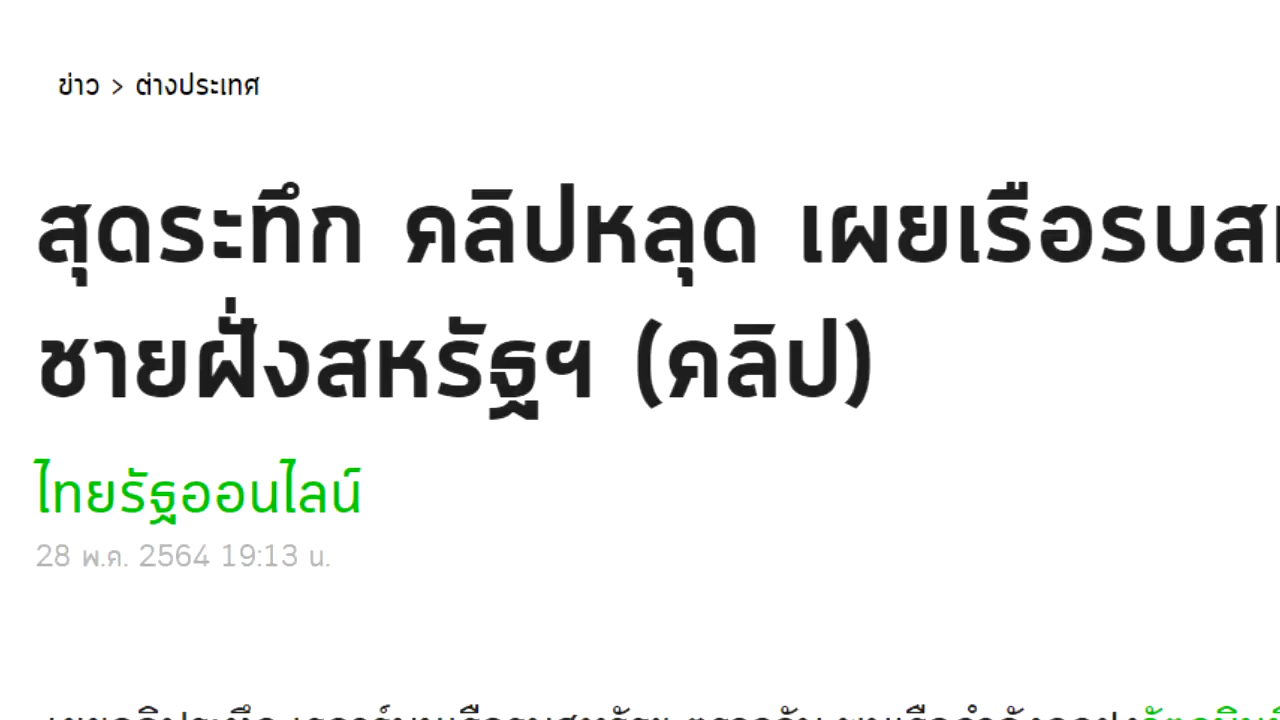 ข่าว > ต่างประเทศ
สุดระทึก คลิปหลุด เผยเรือรบ
ชายฝั่งสหรัฐฯ (คลิป)
ไทยรัฐออนไลน์
28 พ.ค. 2564 19:13 น.